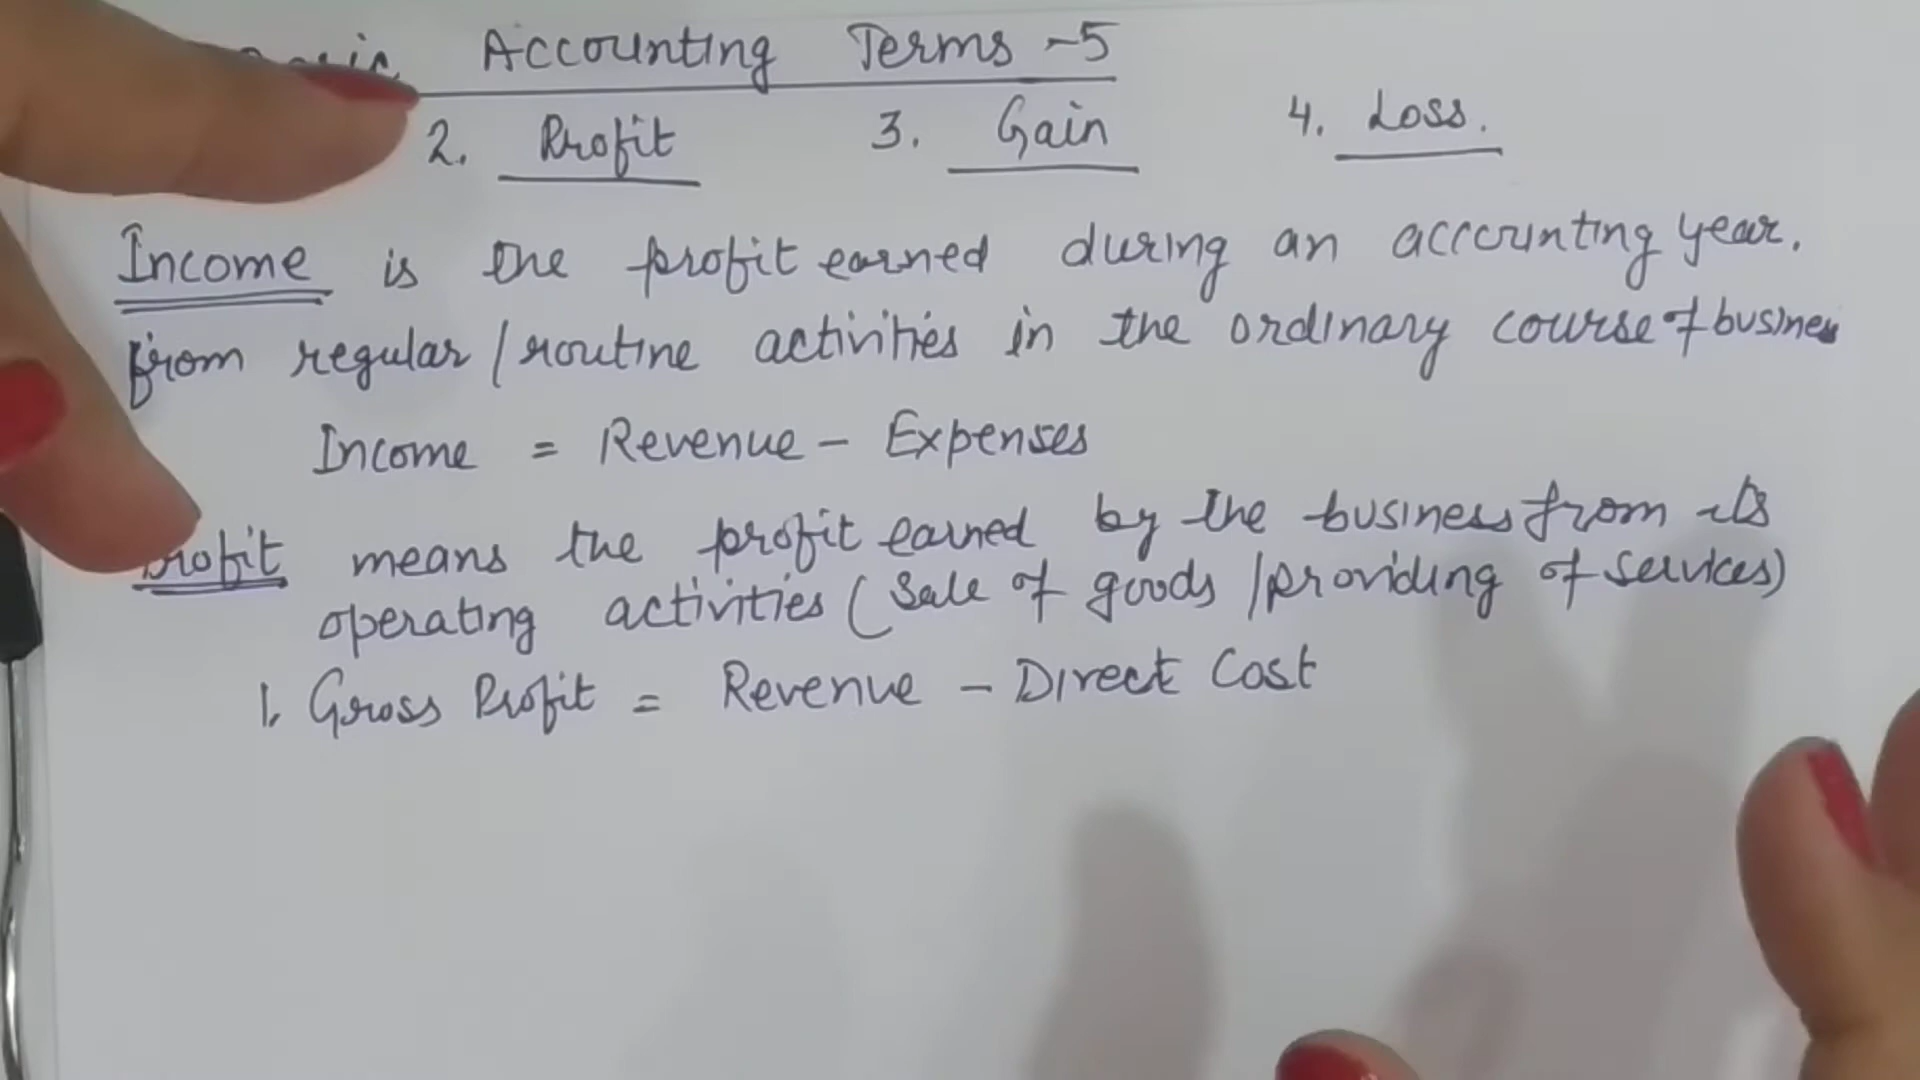 Accounting Terms -5
2. Profit 3. Gain 4. Loss.
Income is the profit earned during an accounting year.
from regular / routine activities in the ordinary course of business
Income = Revenue - Expenses
Profit means the profit earned by the business from its
operating activities (Sale of goods / providing of services)
1. Gross Profit = Revenue - Direct Cost